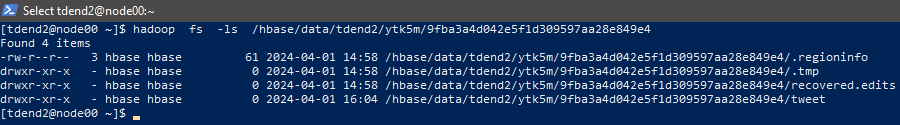 Select tdend2@node00:~
[tdend2@node00 ~]$ hadoop  fs  -ls  /hbase/data/tdend2/ytk5m/9fba3a4d042e5f1d309597aa28e849e4
Found 4 items
-rw-r--r--   3 hbase hbase         61 2024-04-01 14:58 /hbase/data/tdend2/ytk5m/9fba3a4d042e5f1d309597aa28e849e4/.regioninfo
drwxr-xr-x   - hbase hbase          0 2024-04-01 14:58 /hbase/data/tdend2/ytk5m/9fba3a4d042e5f1d309597aa28e849e4/.tmp
drwxr-xr-x   - hbase hbase          0 2024-04-01 14:58 /hbase/data/tdend2/ytk5m/9fba3a4d042e5f1d309597aa28e849e4/recovered.edits
drwxr-xr-x   - hbase hbase          0 2024-04-01 16:04 /hbase/data/tdend2/ytk5m/9fba3a4d042e5f1d309597aa28e849e4/tweet
[tdend2@node00 ~]$